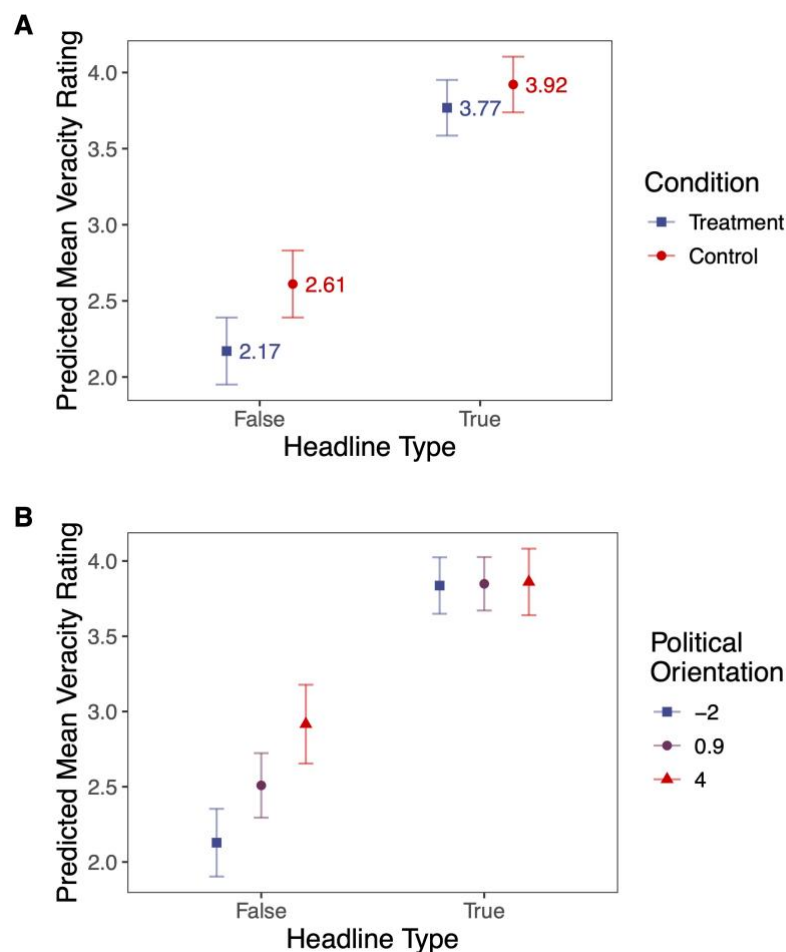 A
Predicted Mean Veracity Rating
4.0
3.5
3.0
2.5
2.0
3.77
3.92
2.61
2.17
False
True
Headline Type
Condition
Treatment
Control
B
Predicted Mean Veracity Rating
4.0
3.5
3.0
2.5
2.0
False
True
Headline Type
Political
Orientation
−2
0.9
4